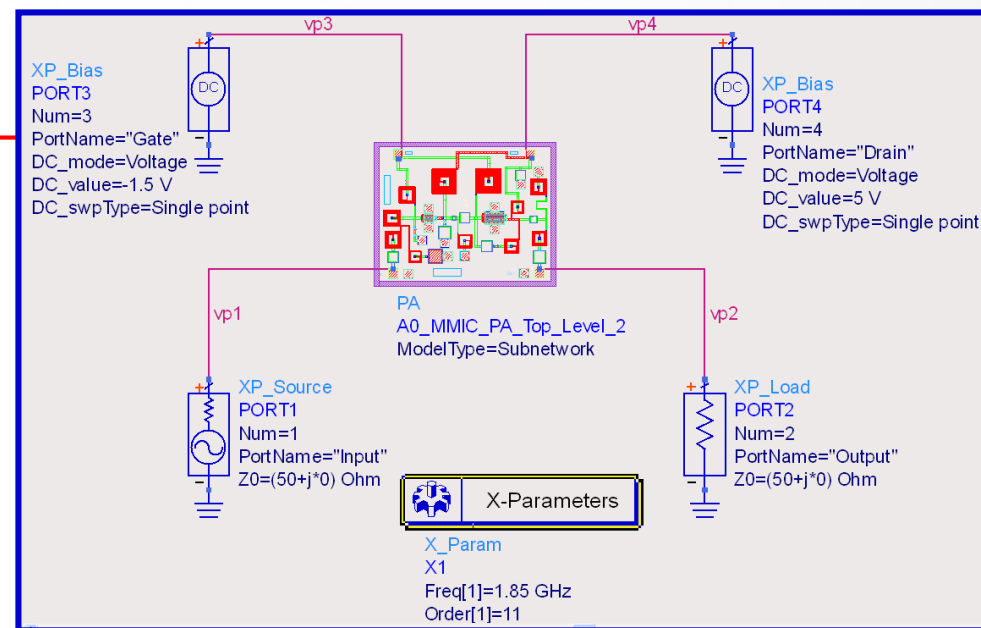 vp3
vp4
XP_Bias
PORT3
Num=3
PortName="Gate"
DC_mode=Voltage
DC_value=-1.5 V
DC_swpType=Single point
DC
DC
XP_Bias
PORT4
Num=4
PortName="Drain"
DC_mode=Voltage
DC_value=5 V
DC_swpType=Single point
PA
A0_MMIC_PA_Top_Level_2
ModelType=Subnetwork
vp1
vp2
XP_Source
PORT1
Num=1
PortName="Input"
Z0=(50+j*0) Ohm
XP_Load
PORT2
Num=2
PortName="Output"
Z0=(50+j*0) Ohm
X-Parameters
X_Param
X1
Freq[1]=1.85 GHz
Order[1]=11